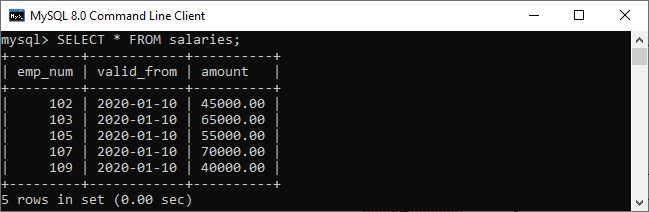 MySQL 8.0 Command Line Client
mysql> SELECT * FROM salaries;
+---------+------------+----------+
| emp_num | valid_from | amount   |
+---------+------------+----------+
|     102 | 2020-01-10 | 45000.00 |
|     103 | 2020-01-10 | 65000.00 |
|     105 | 2020-01-10 | 55000.00 |
|     107 | 2020-01-10 | 70000.00 |
|     109 | 2020-01-10 | 40000.00 |
+---------+------------+----------+
5 rows in set (0.00 sec)